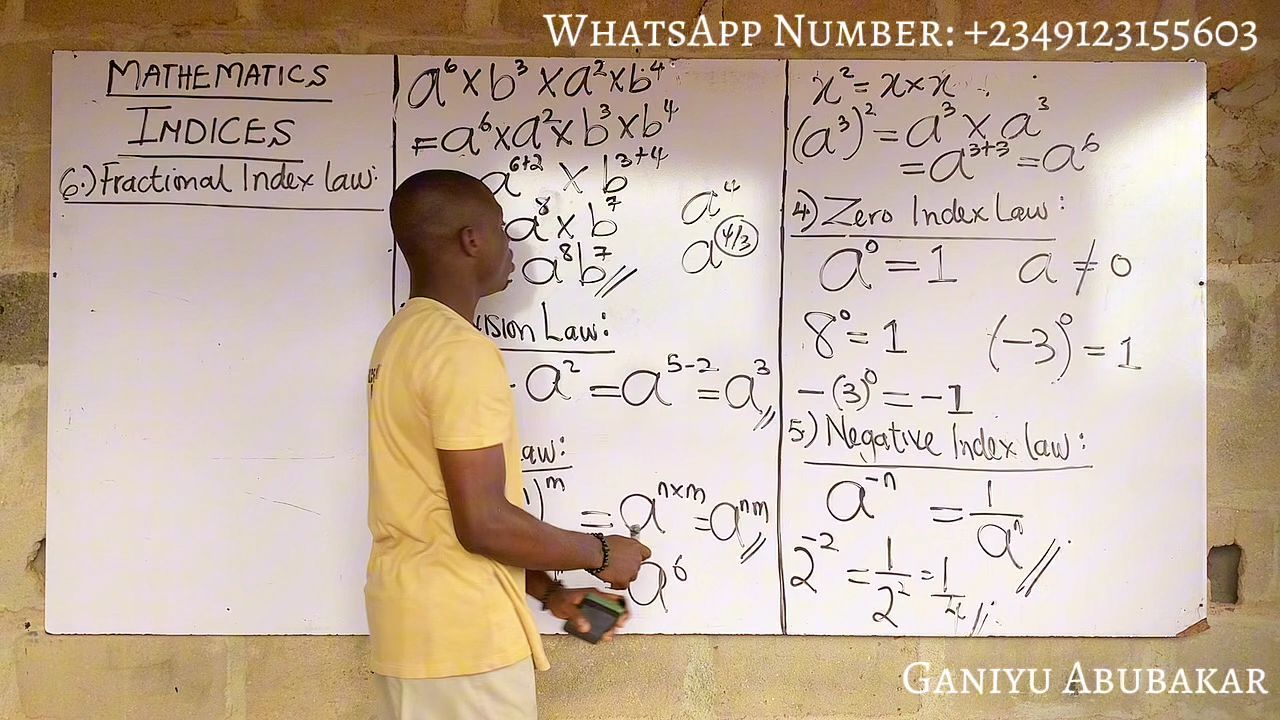 WHATSAPP NUMBER: +2349123155603
MATHEMATICS
INDICES
6.) Fractional Index Law:
a⁶ × b³ × a² × b⁴
= a⁶ × a² × b³ × b⁴
a⁶⁺² × b³⁺⁴
a⁸ × b⁷
a⁸b⁷//
a⁴
a^(4/3)
ision Law:
a² = a⁵⁻² = a³//
aw:
)ᵐ = aⁿˣᵐ = aⁿᵐ//
a⁶
x² = x × x
(a³)² = a³ × a³
= a³⁺³ = a⁶
4) Zero Index Law:
a⁰ = 1 a ≠ 0
8⁰ = 1 (-3)⁰ = 1
-(3)⁰ = -1
5) Negative Index Law:
a⁻ⁿ = 1/aⁿ//
2⁻² = 1/2² = 1/4//
GANIYU ABUBAKAR